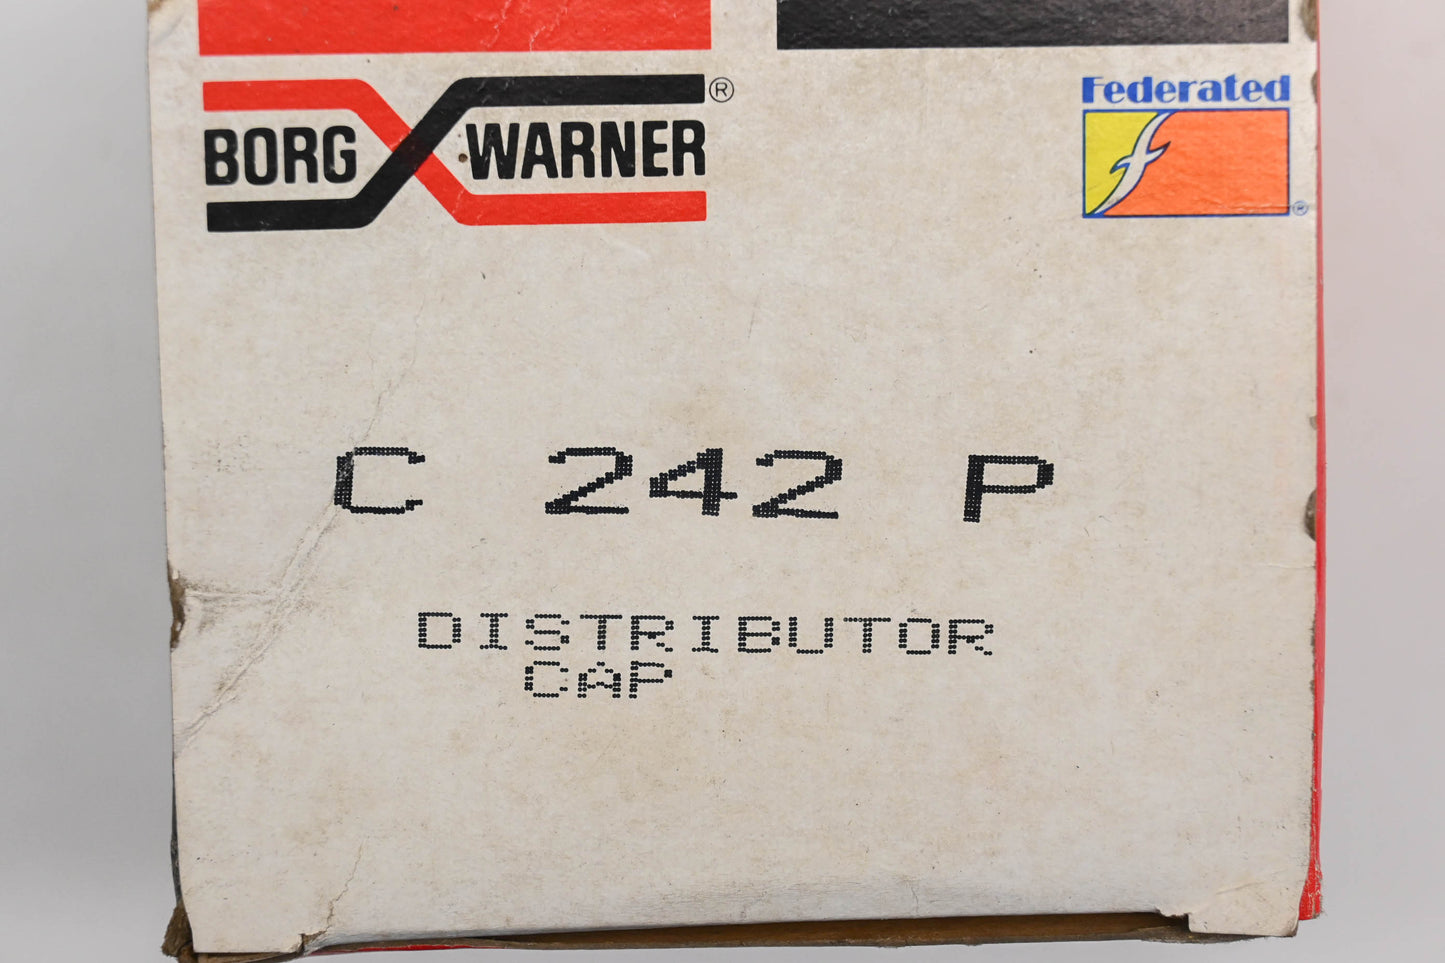 BORG WARNER®
Federated
f
®
C 242 P
DISTRIBUTOR
CAP